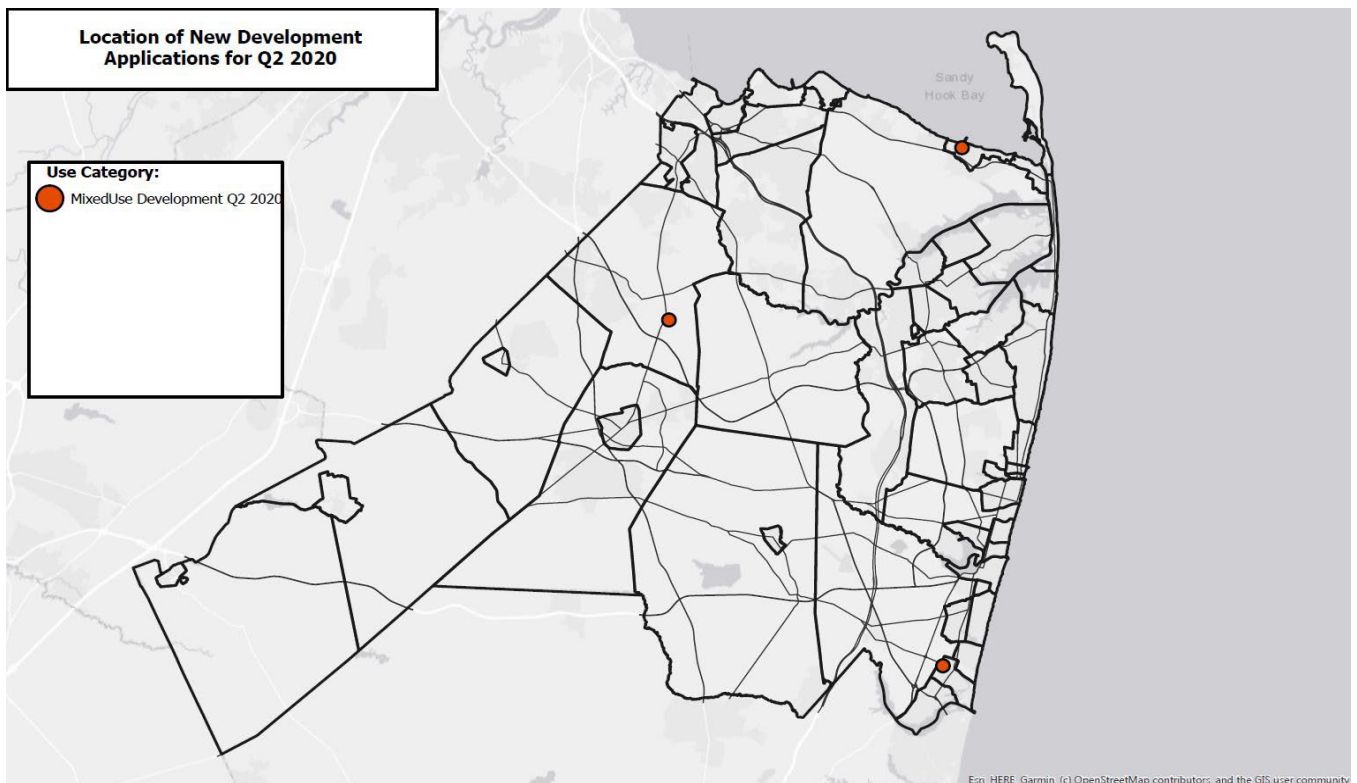 Location of New Development
Applications for Q2 2020
Sandy
Hook Bay
Use Category:
MixedUse Development Q2 2020
Esri, HERE, Garmin, (c) OpenStreetMap contributors, and the GIS user community